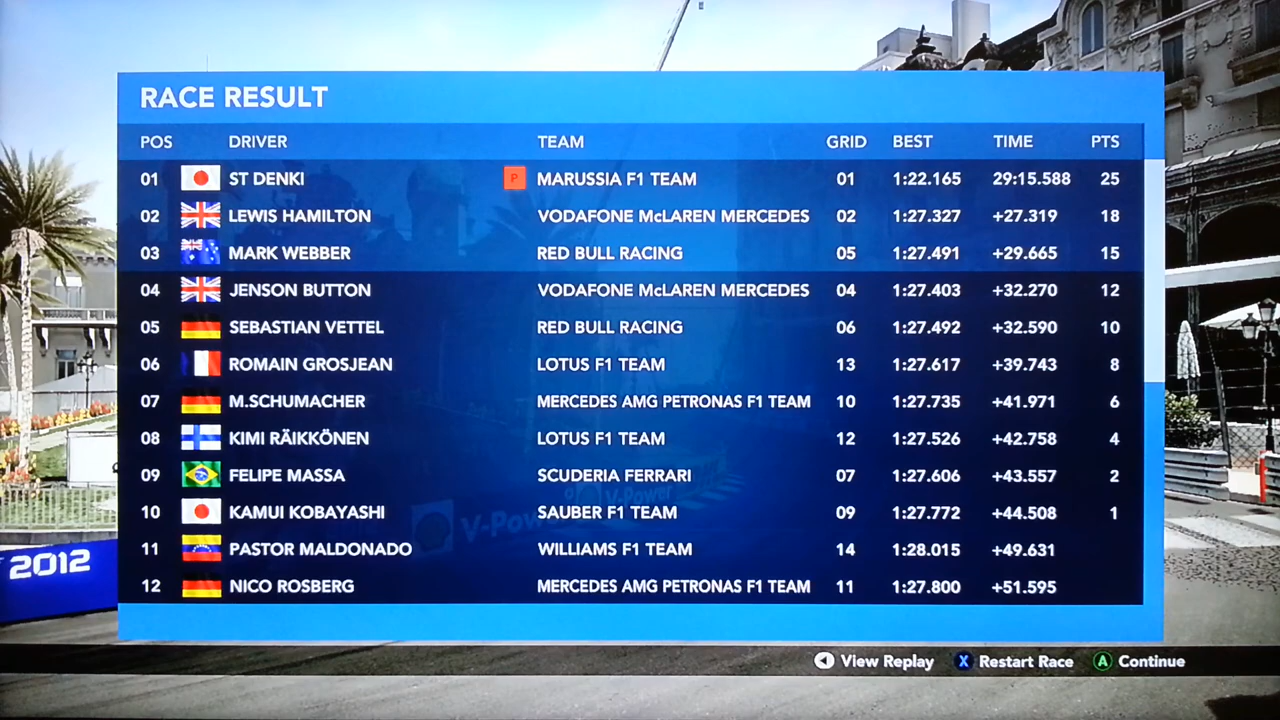 RACE RESULT
POS DRIVER TEAM GRID BEST TIME PTS
01 ST DENKI P MARUSSIA F1 TEAM 01 1:22.165 29:15.588 25
02 LEWIS HAMILTON VODAFONE McLAREN MERCEDES 02 1:27.327 +27.319 18
03 MARK WEBBER RED BULL RACING 05 1:27.491 +29.665 15
04 JENSON BUTTON VODAFONE McLAREN MERCEDES 04 1:27.403 +32.270 12
05 SEBASTIAN VETTEL RED BULL RACING 06 1:27.492 +32.590 10
06 ROMAIN GROSJEAN LOTUS F1 TEAM 13 1:27.617 +39.743 8
07 M.SCHUMACHER MERCEDES AMG PETRONAS F1 TEAM 10 1:27.735 +41.971 6
08 KIMI RÄIKKÖNEN LOTUS F1 TEAM 12 1:27.526 +42.758 4
09 FELIPE MASSA SCUDERIA FERRARI 07 1:27.606 +43.557 2
10 KAMUI KOBAYASHI SAUBER F1 TEAM 09 1:27.772 +44.508 1
11 PASTOR MALDONADO WILLIAMS F1 TEAM 14 1:28.015 +49.631
12 NICO ROSBERG MERCEDES AMG PETRONAS F1 TEAM 11 1:27.800 +51.595
V-Power
V-Power
2012
View Replay X Restart Race A Continue